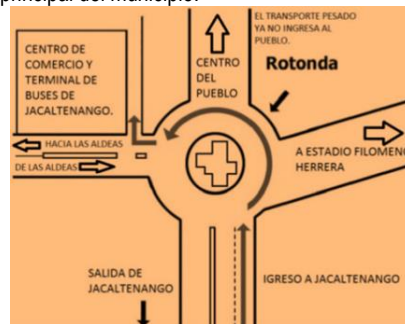 principal del municipio.
EL TRANSPORTE PESADO
YA NO INGRESA AL
PUEBLO.
CENTRO DE
COMERCIO Y
TERMINAL DE
BUSES DE
JACALTENANGO.
CENTRO
DEL
PUEBLO
Rotonda
HACIA LAS ALDEAS
DE LAS ALDEAS
A ESTADIO FILOMENO
HERRERA
SALIDA DE
JACALTENANGO
IGRESO A JACALTENANGO